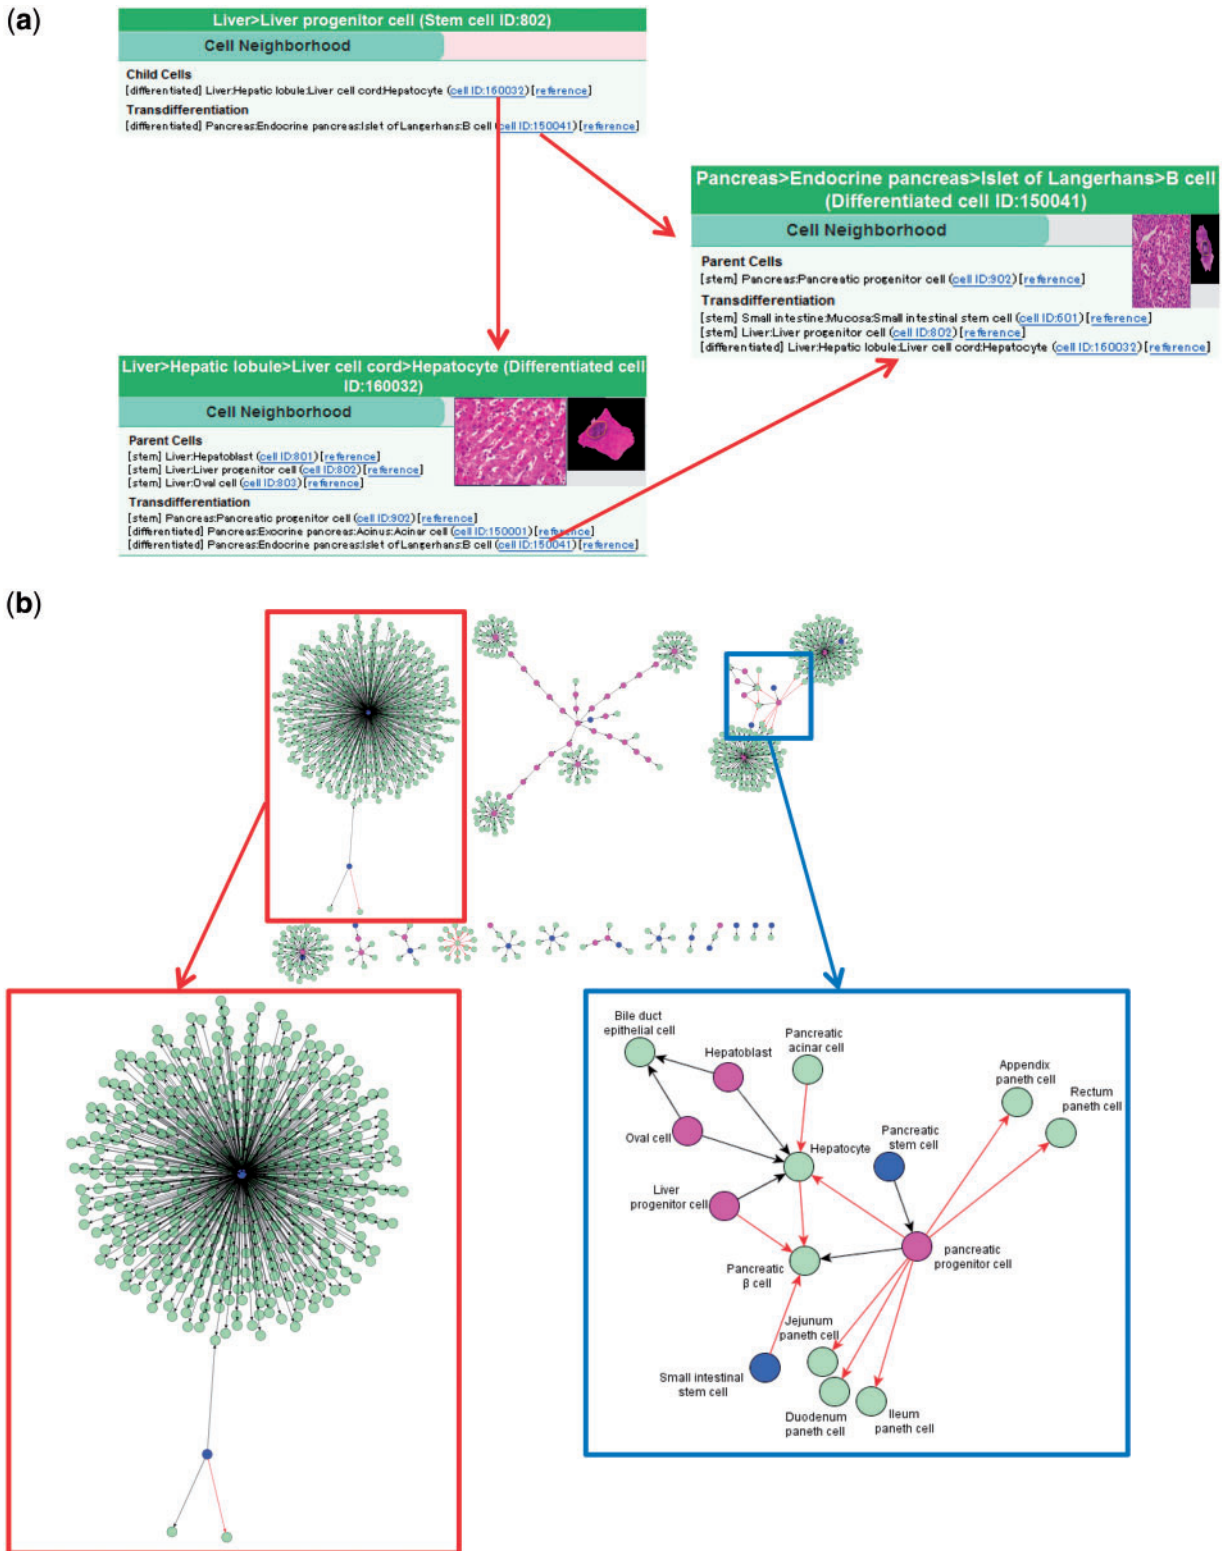 (a)
Liver>Liver progenitor cell (Stem cell ID:802)
Cell Neighborhood
Child Cells
[differentiated] Liver:Hepatic lobule:Liver cell cord:Hepatocyte (cell ID:160032)[reference]
Transdifferentiation
[differentiated] Pancreas:Endocrine pancreas:Islet of Langerhans:B cell (cell ID:150041)[reference]
Pancreas>Endocrine pancreas>Islet of Langerhans>B cell
(Differentiated cell ID:150041)
Cell Neighborhood
Parent Cells
[stem] Pancreas:Pancreatic progenitor cell (cell ID:902)[reference]
Transdifferentiation
[stem] Small intestine:Mucosa:Small intestinal stem cell (cell ID:601)[reference]
[stem] Liver:Liver progenitor cell (cell ID:802)[reference]
[differentiated] Liver:Hepatic lobule:Liver cell cord:Hepatocyte (cell ID:160032)[reference]
Liver>Hepatic lobule>Liver cell cord>Hepatocyte (Differentiated cell
ID:160032)
Cell Neighborhood
Parent Cells
[stem] Liver:Hepatoblast (cell ID:801)[reference]
[stem] Liver:Liver progenitor cell (cell ID:802)[reference]
[stem] Liver:Oval cell (cell ID:803)[reference]
Transdifferentiation
[stem] Pancreas:Pancreatic progenitor cell (cell ID:902)[reference]
[differentiated] Pancreas:Exocrine pancreas:Acinus:Acinar cell (cell ID:150001)[reference]
[differentiated] Pancreas:Endocrine pancreas:Islet of Langerhans:B cell (cell ID:150041)[reference]
(b)
Bile duct
epithelial cell
Hepatoblast
Pancreatic
acinar cell
Appendix
paneth cell
Rectum
paneth cell
Oval cell
Hepatocyte
Pancreatic
stem cell
Liver
progenitor cell
Pancreatic
β cell
pancreatic
progenitor cell
Jejunum
paneth cell
Small intestinal
stem cell
Duodenum
paneth cell
Ileum
paneth cell